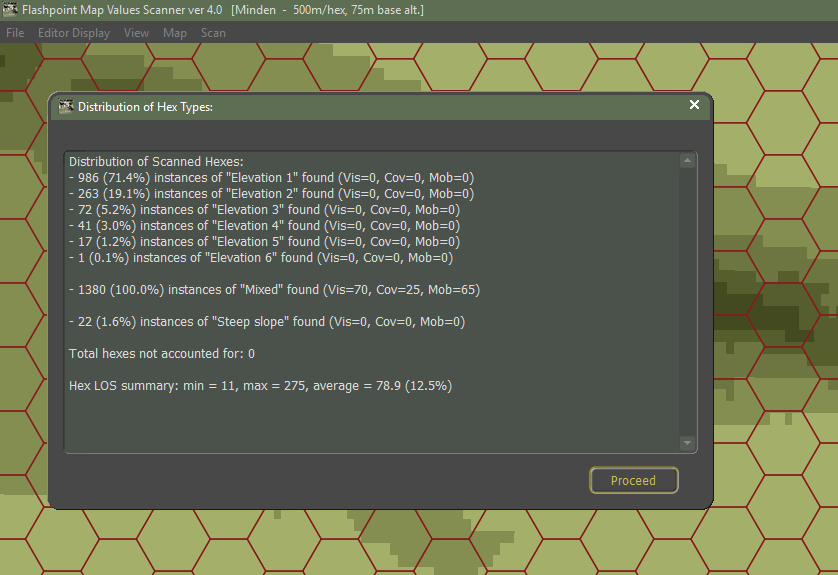 Flashpoint Map Values Scanner ver 4.0 [Minden - 500m/hex, 75m base alt.]
File Editor Display View Map Scan
Distribution of Hex Types:
Distribution of Scanned Hexes:
- 986 (71.4%) instances of "Elevation 1" found (Vis=0, Cov=0, Mob=0)
- 263 (19.1%) instances of "Elevation 2" found (Vis=0, Cov=0, Mob=0)
- 72 (5.2%) instances of "Elevation 3" found (Vis=0, Cov=0, Mob=0)
- 41 (3.0%) instances of "Elevation 4" found (Vis=0, Cov=0, Mob=0)
- 17 (1.2%) instances of "Elevation 5" found (Vis=0, Cov=0, Mob=0)
- 1 (0.1%) instances of "Elevation 6" found (Vis=0, Cov=0, Mob=0)
- 1380 (100.0%) instances of "Mixed" found (Vis=70, Cov=25, Mob=65)
- 22 (1.6%) instances of "Steep slope" found (Vis=0, Cov=0, Mob=0)
Total hexes not accounted for: 0
Hex LOS summary: min = 11, max = 275, average = 78.9 (12.5%)
Proceed